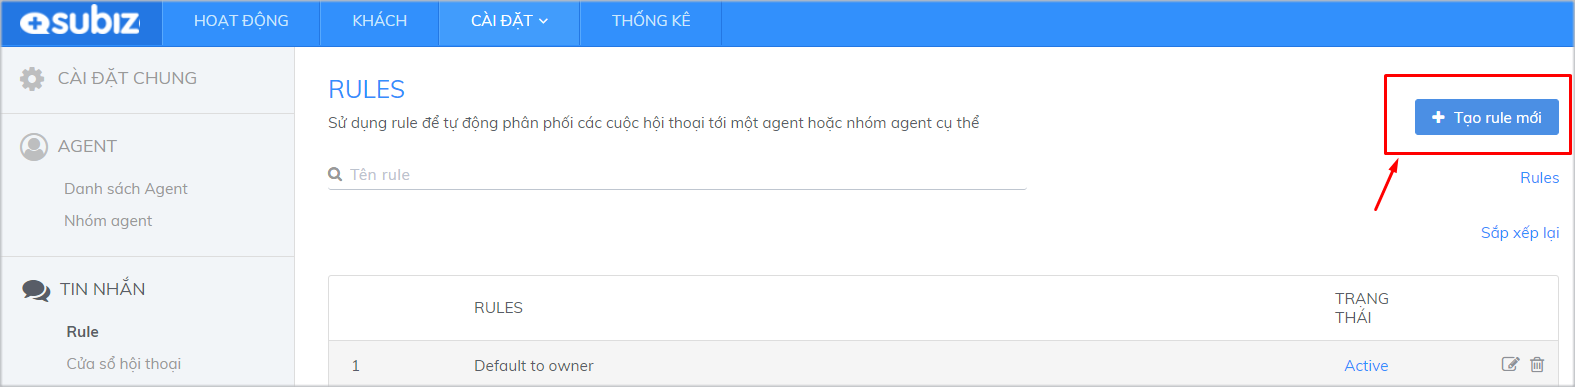 subiz
HOẠT ĐỘNG
KHÁCH
CÀI ĐẶT
THỐNG KÊ
CÀI ĐẶT CHUNG
AGENT
Danh sách Agent
Nhóm agent
TIN NHẮN
Rule
Cửa sổ hội thoại
RULES
Sử dụng rule để tự động phân phối các cuộc hội thoại tới một agent hoặc nhóm agent cụ thể
Tạo rule mới
Tên rule
Rules
Sắp xếp lại
RULES
TRẠNG
THÁI
1 Default to owner Active